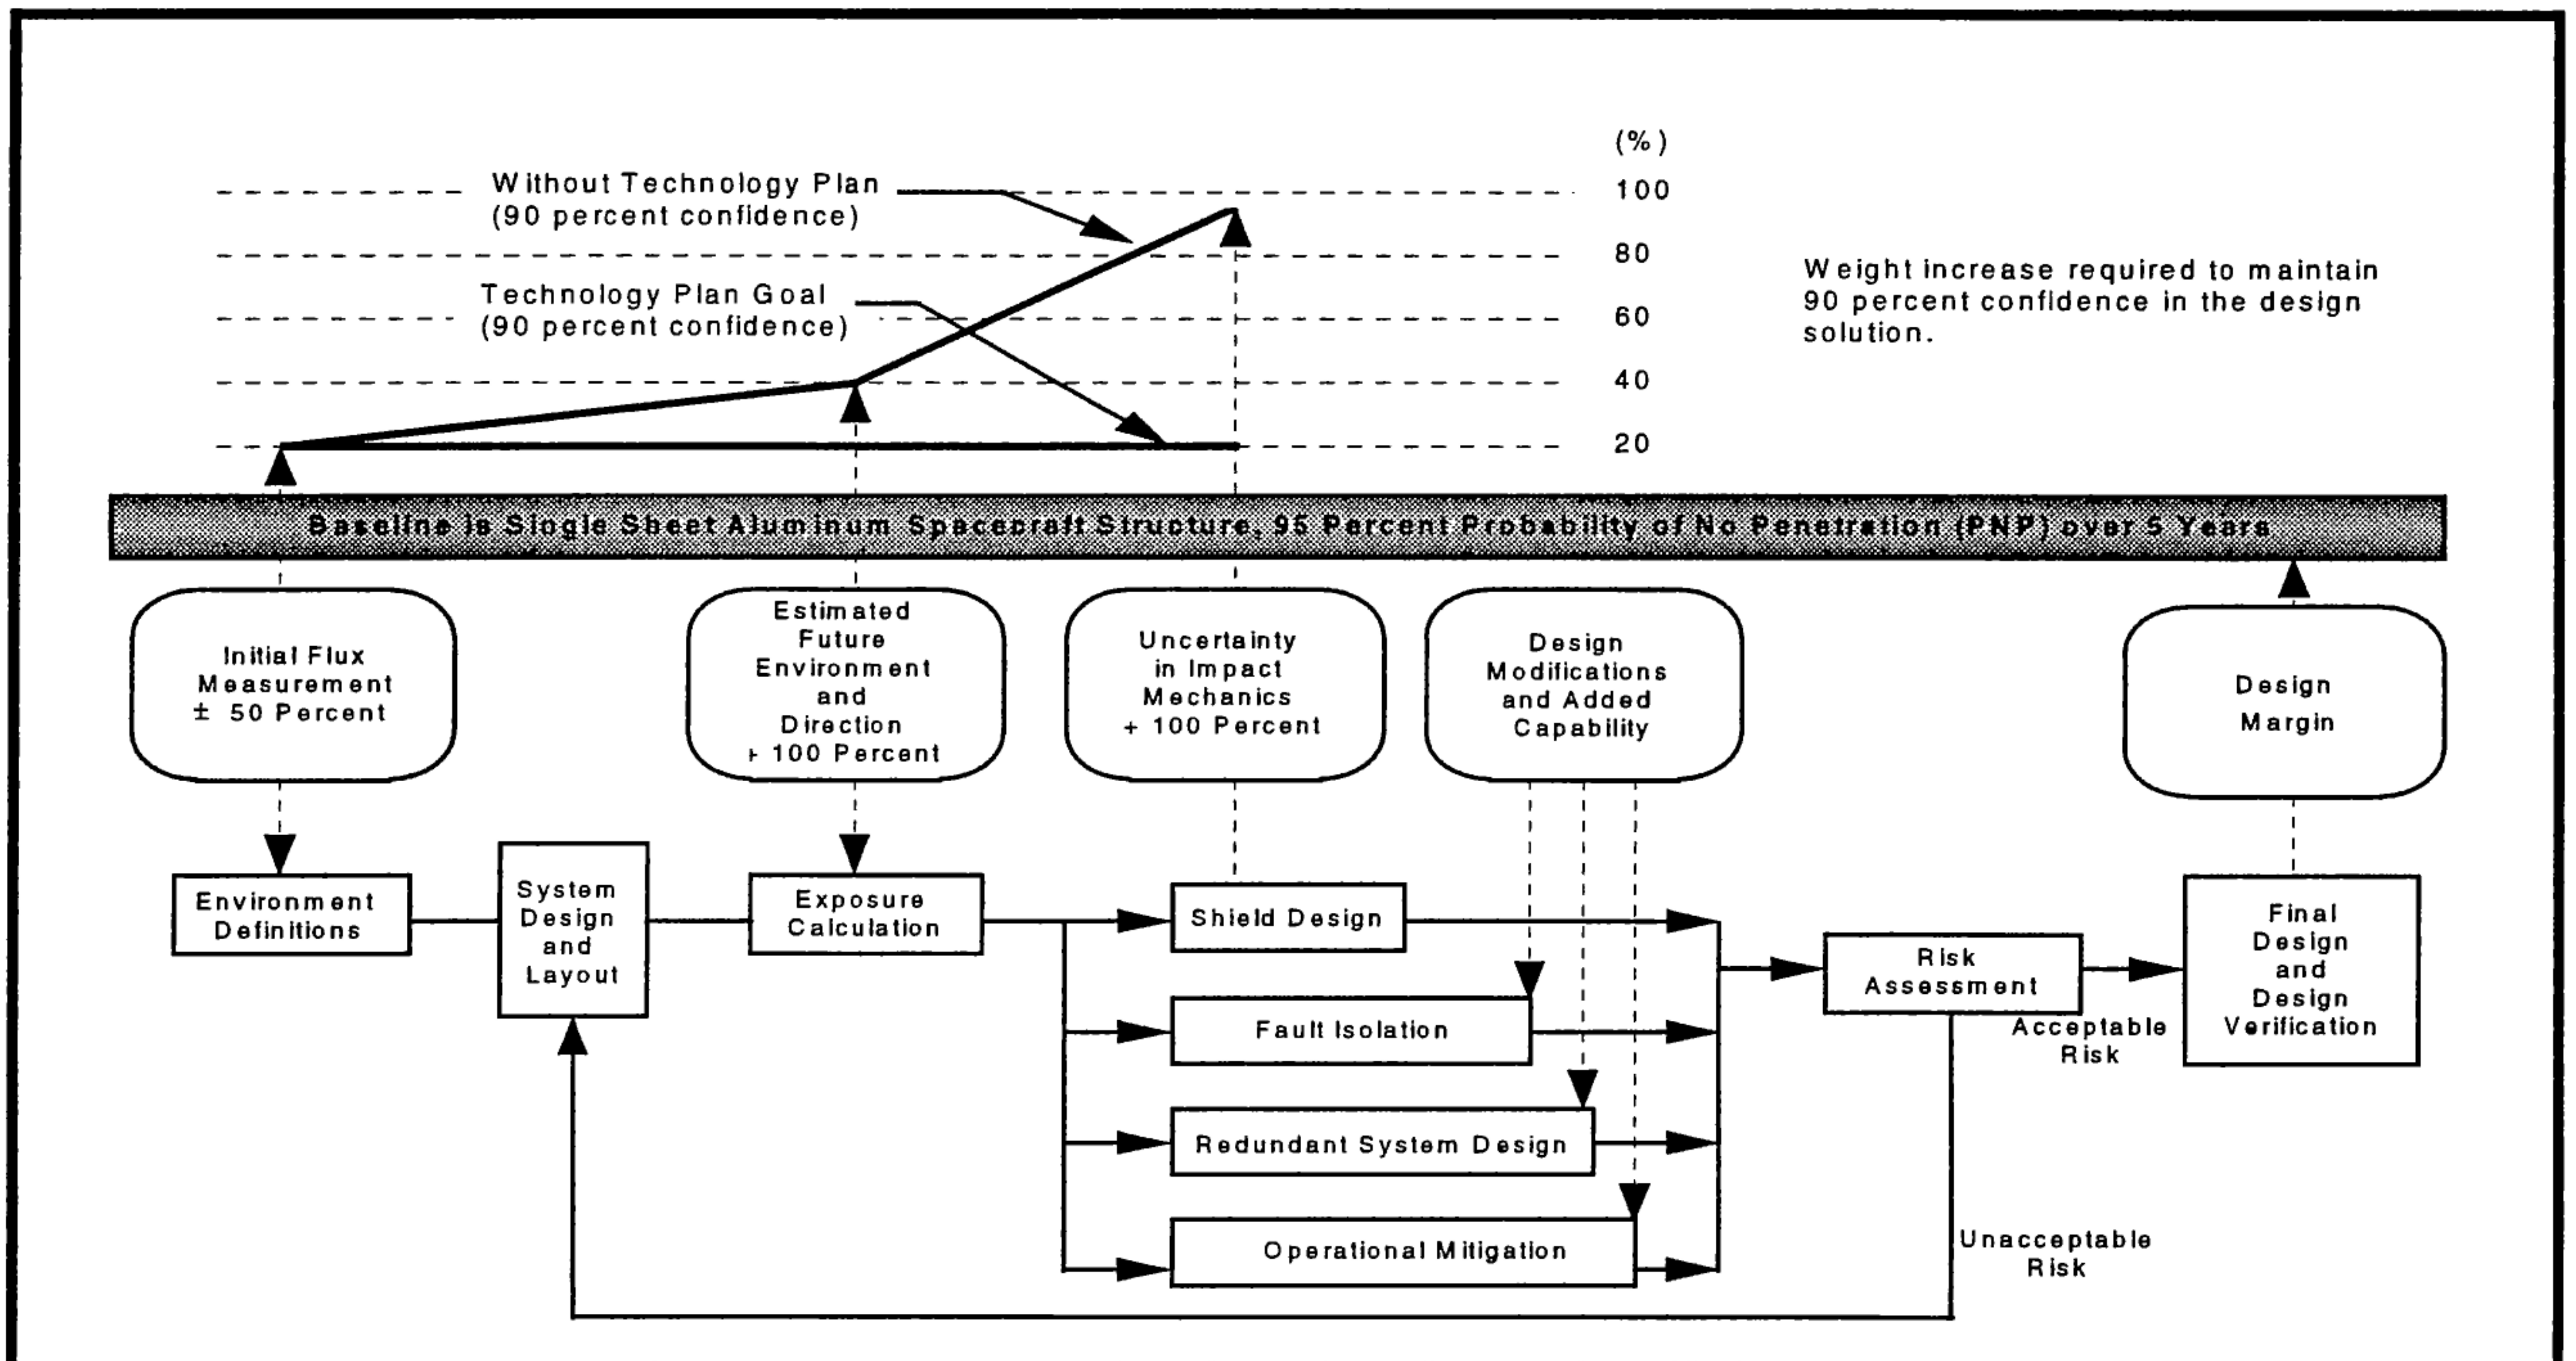 (%)
Without Technology Plan
(90 percent confidence)
100
80
Technology Plan Goal
(90 percent confidence)
60
40
20
Weight increase required to maintain
90 percent confidence in the design
solution.
Baseline is Single Sheet Aluminum Spacecraft Structure, 95 Percent Probability of No Penetration (PNP) over 5 Years
Initial Flux
Measurement
± 50 Percent
Estimated
Future
Environment
and
Direction
+ 100 Percent
Uncertainty
in Impact
Mechanics
+ 100 Percent
Design
Modifications
and Added
Capability
Design
Margin
Environment
Definitions
System
Design
and
Layout
Exposure
Calculation
Shield Design
Fault Isolation
Redundant System Design
Operational Mitigation
Risk
Assessment
Acceptable
Risk
Unacceptable
Risk
Final
Design
and
Design
Verification